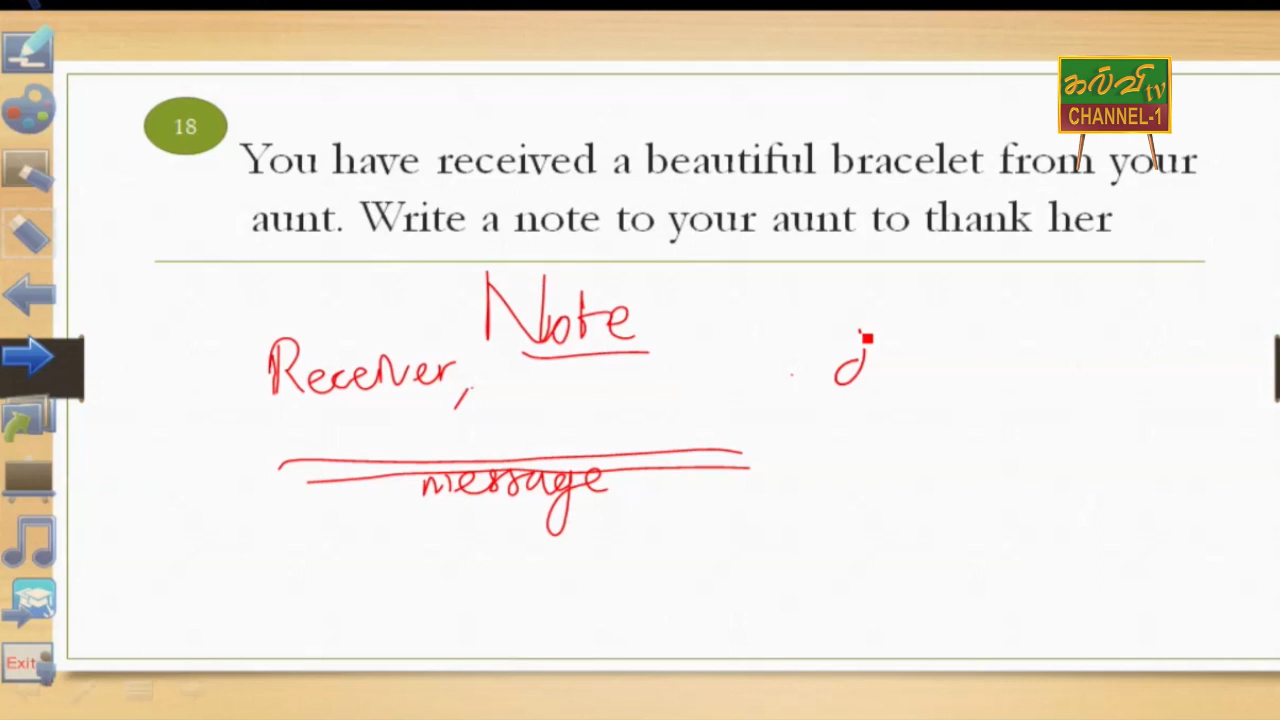 கல்வி tv
CHANNEL-1
18
You have received a beautiful bracelet from your
aunt. Write a note to your aunt to thank her
Note
Receiver,
d
message
Exit